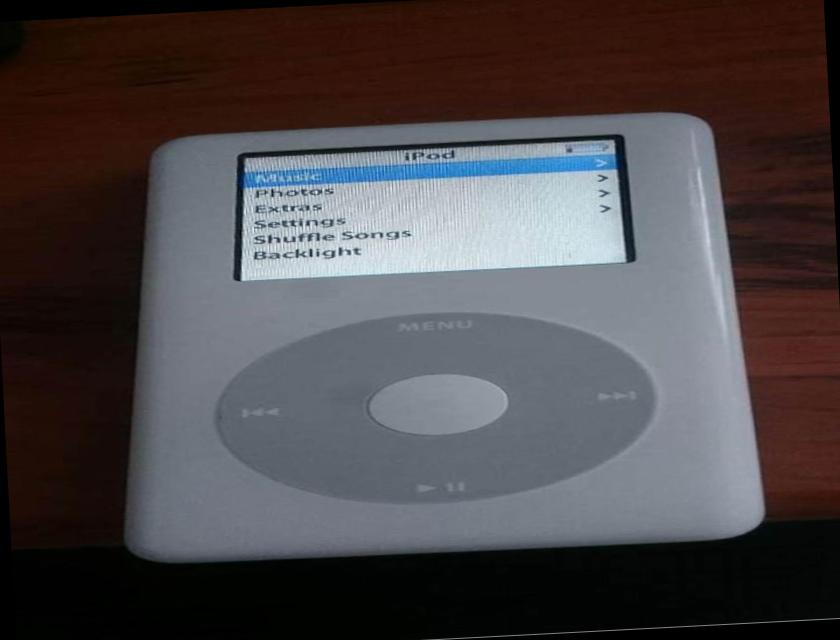 iPod
Music >
Photos >
Extras >
Settings >
Shuffle Songs
Backlight
MENU